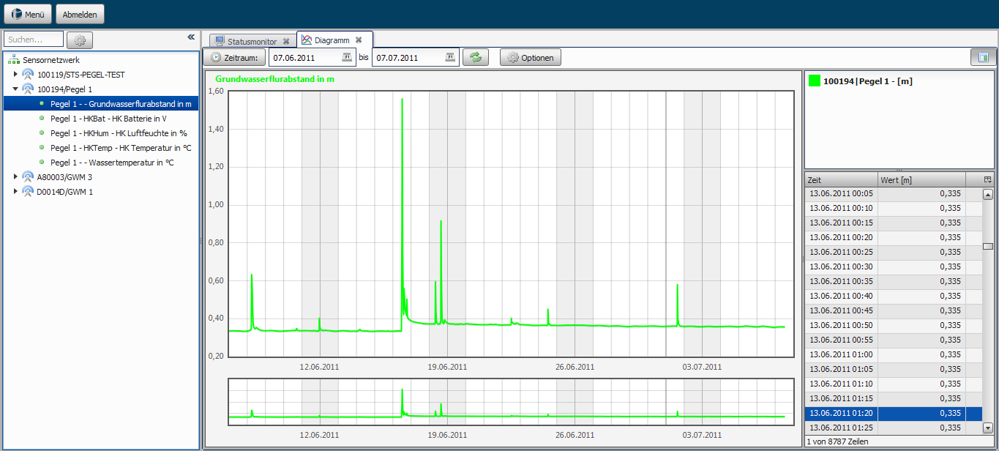 Menü
Abmelden
Suchen...
Sensornetzwerk
100119/STS-PEGEL-TEST
100194/Pegel 1
Pegel 1 - - Grundwasserflurabstand in m
Pegel 1 - HKBat - HK Batterie in V
Pegel 1 - HKHum - HK Luftfeuchte in %
Pegel 1 - HKTemp - HK Temperatur in °C
Pegel 1 - - Wassertemperatur in °C
A80003/GWM 3
D0014D/GWM 1
Statusmonitor
Diagramm
Zeitraum:
07.06.2011
31
bis
07.07.2011
31
Optionen
Grundwasserflurabstand in m
1,60
1,40
1,20
1,00
0,80
0,60
0,40
0,20
12.06.2011 19.06.2011 26.06.2011 03.07.2011
12.06.2011 19.06.2011 26.06.2011 03.07.2011
100194|Pegel 1 - [m]
Zeit Wert [m]
13.06.2011 00:05 0,335
13.06.2011 00:10 0,335
13.06.2011 00:15 0,335
13.06.2011 00:20 0,335
13.06.2011 00:25 0,335
13.06.2011 00:30 0,335
13.06.2011 00:35 0,335
13.06.2011 00:40 0,335
13.06.2011 00:45 0,335
13.06.2011 00:50 0,335
13.06.2011 00:55 0,335
13.06.2011 01:00 0,335
13.06.2011 01:05 0,335
13.06.2011 01:10 0,335
13.06.2011 01:15 0,335
13.06.2011 01:20 0,335
13.06.2011 01:25 0,335
1 von 8787 Zeilen